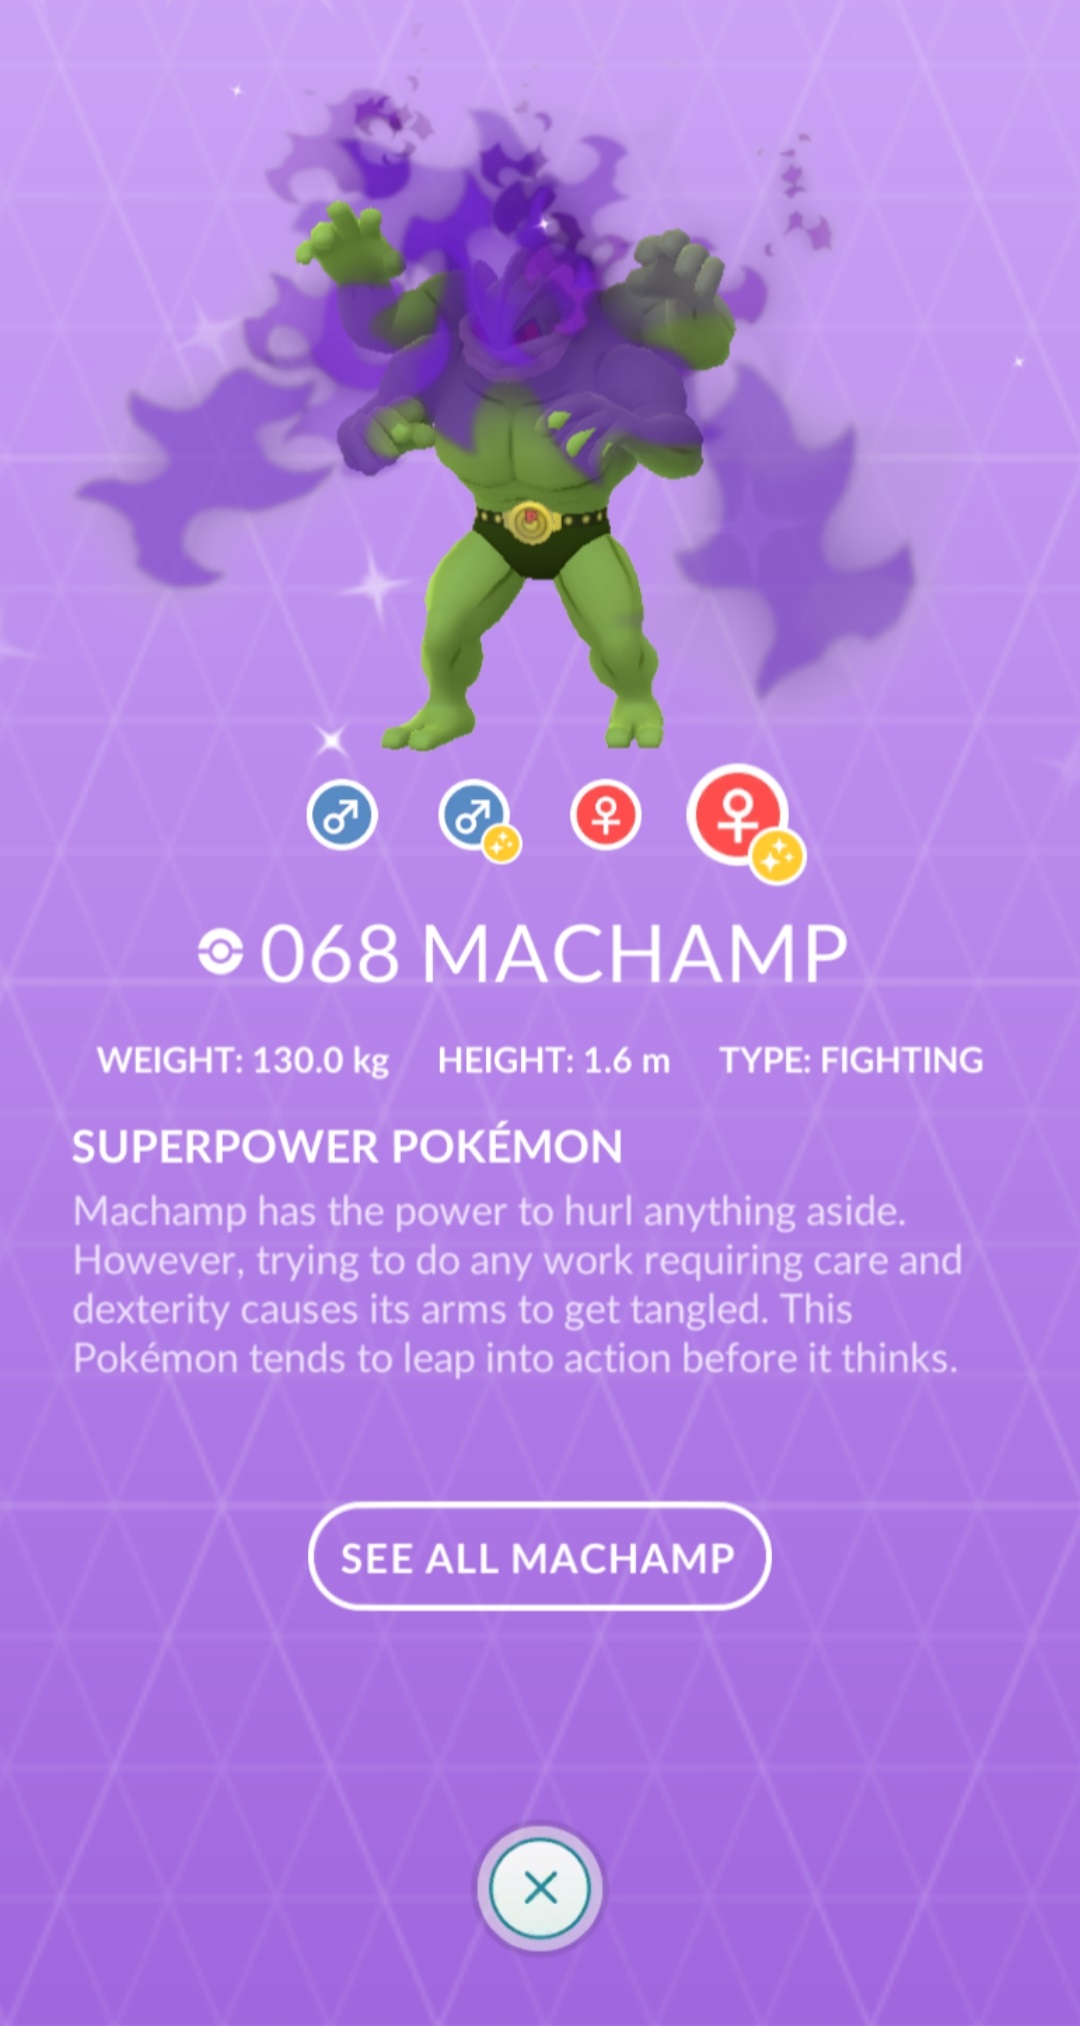 068 MACHAMP
WEIGHT: 130.0 kg HEIGHT: 1.6 m TYPE: FIGHTING
SUPERPOWER POKÉMON
Machamp has the power to hurl anything aside.
However, trying to do any work requiring care and
dexterity causes its arms to get tangled. This
Pokémon tends to leap into action before it thinks.
SEE ALL MACHAMP